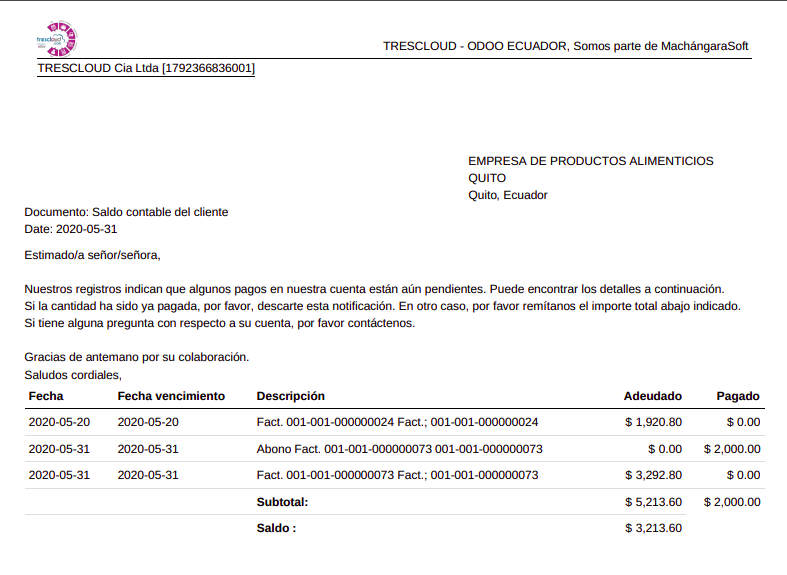 trescloud
TRESCLOUD - ODOO ECUADOR, Somos parte de MachángaraSoft
TRESCLOUD Cia Ltda [1792366836001]
EMPRESA DE PRODUCTOS ALIMENTICIOS
QUITO
Quito, Ecuador
Documento: Saldo contable del cliente
Date: 2020-05-31
Estimado/a señor/señora,
Nuestros registros indican que algunos pagos en nuestra cuenta están aún pendientes. Puede encontrar los detalles a continuación.
Si la cantidad ha sido ya pagada, por favor, descarte esta notificación. En otro caso, por favor remítanos el importe total abajo indicado.
Si tiene alguna pregunta con respecto a su cuenta, por favor contáctenos.
Gracias de antemano por su colaboración.
Saludos cordiales,
Fecha Fecha vencimiento Descripción Adeudado Pagado
2020-05-20 2020-05-20 Fact. 001-001-000000024 Fact.; 001-001-000000024 $ 1,920.80 $ 0.00
2020-05-31 2020-05-31 Abono Fact. 001-001-000000073 001-001-000000073 $ 0.00 $ 2,000.00
2020-05-31 2020-05-31 Fact. 001-001-000000073 Fact.; 001-001-000000073 $ 3,292.80 $ 0.00
Subtotal: $ 5,213.60 $ 2,000.00
Saldo : $ 3,213.60